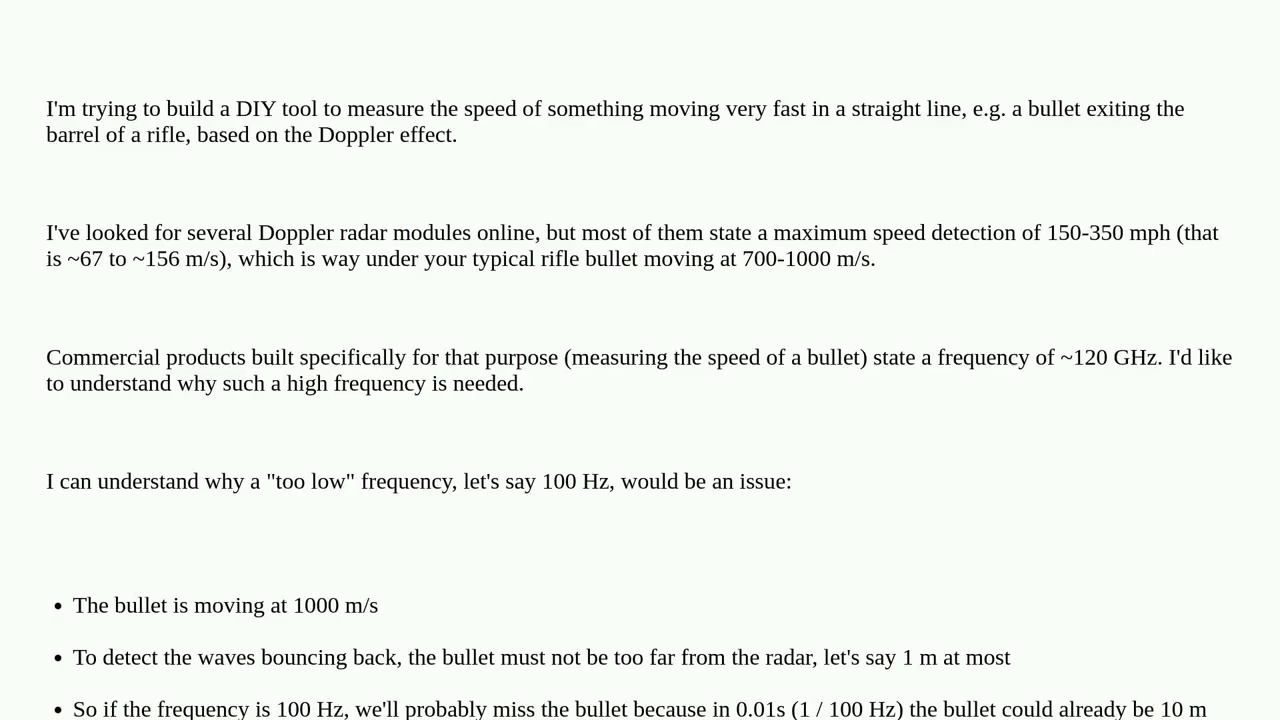 I'm trying to build a DIY tool to measure the speed of something moving very fast in a straight line, e.g. a bullet exiting the
barrel of a rifle, based on the Doppler effect.
I've looked for several Doppler radar modules online, but most of them state a maximum speed detection of 150-350 mph (that
is ~67 to ~156 m/s), which is way under your typical rifle bullet moving at 700-1000 m/s.
Commercial products built specifically for that purpose (measuring the speed of a bullet) state a frequency of ~120 GHz. I'd like
to understand why such a high frequency is needed.
I can understand why a "too low" frequency, let's say 100 Hz, would be an issue:
• The bullet is moving at 1000 m/s
• To detect the waves bouncing back, the bullet must not be too far from the radar, let's say 1 m at most
• So if the frequency is 100 Hz, we'll probably miss the bullet because in 0.01s (1 / 100 Hz) the bullet could already be 10 m